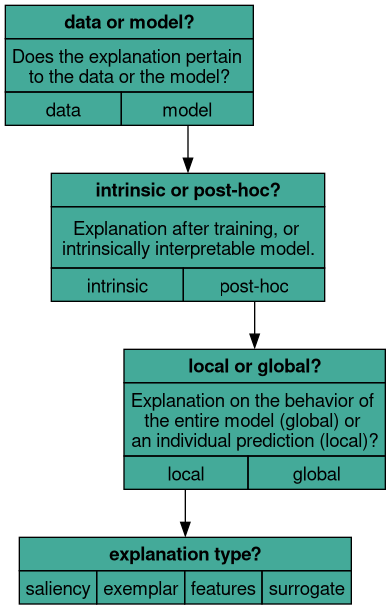 data or model?
Does the explanation pertain
to the data or the model?
data model
intrinsic or post-hoc?
Explanation after training, or
intrinsically interpretable model.
intrinsic post-hoc
local or global?
Explanation on the behavior of
the entire model (global) or
an individual prediction (local)?
local global
explanation type?
saliency exemplar features surrogate